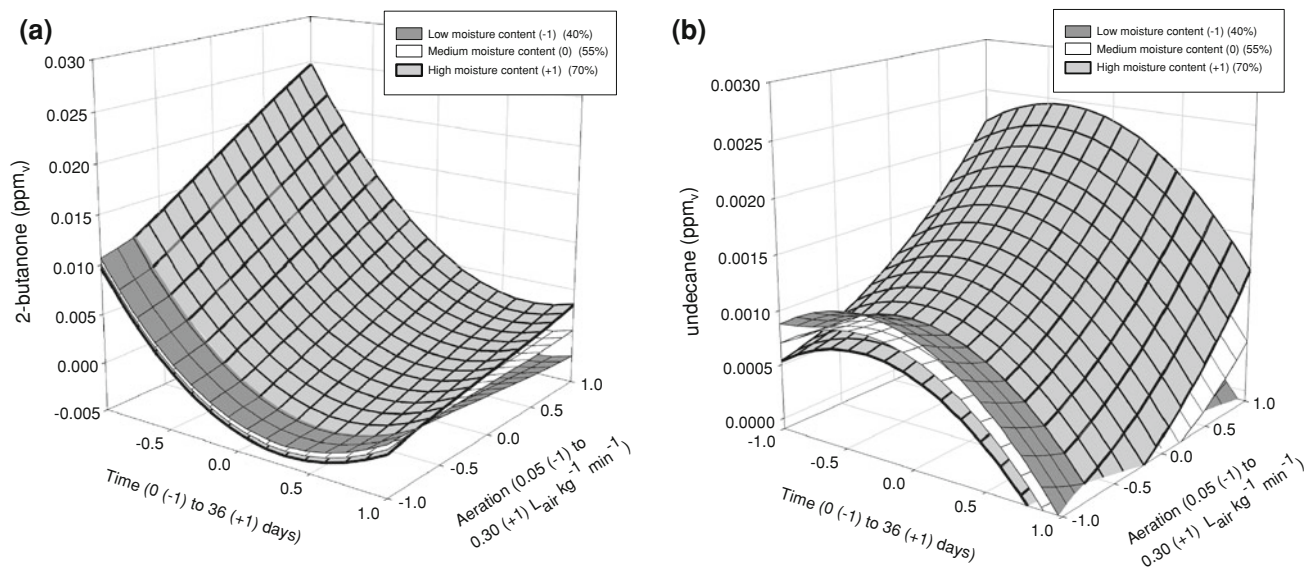 (a)
Low moisture content (-1) (40%)
Medium moisture content (0) (55%)
High moisture content (+1) (70%)
0.030
0.025
0.020
0.015
0.010
0.005
0.000
-0.005
2-butanone (ppmv)
-0.5
0.0
0.5
1.0
Time (0 (-1) to 36 (+1) days)
-1.0
-0.5
0.0
0.5
1.0
Aeration (0.05 (-1) to
0.30 (+1) Lair kg-1 min-1)
(b)
Low moisture content (-1) (40%)
Medium moisture content (0) (55%)
High moisture content (+1) (70%)
0.0030
0.0025
0.0020
0.0015
0.0010
0.0005
0.0000
undecane (ppmv)
-1.0
-0.5
0.0
0.5
1.0
Time (0 (-1) to 36 (+1) days)
-1.0
-0.5
0.0
0.5
1.0
Aeration (0.05 (-1) to
0.30 (+1) Lair kg-1 min-1)